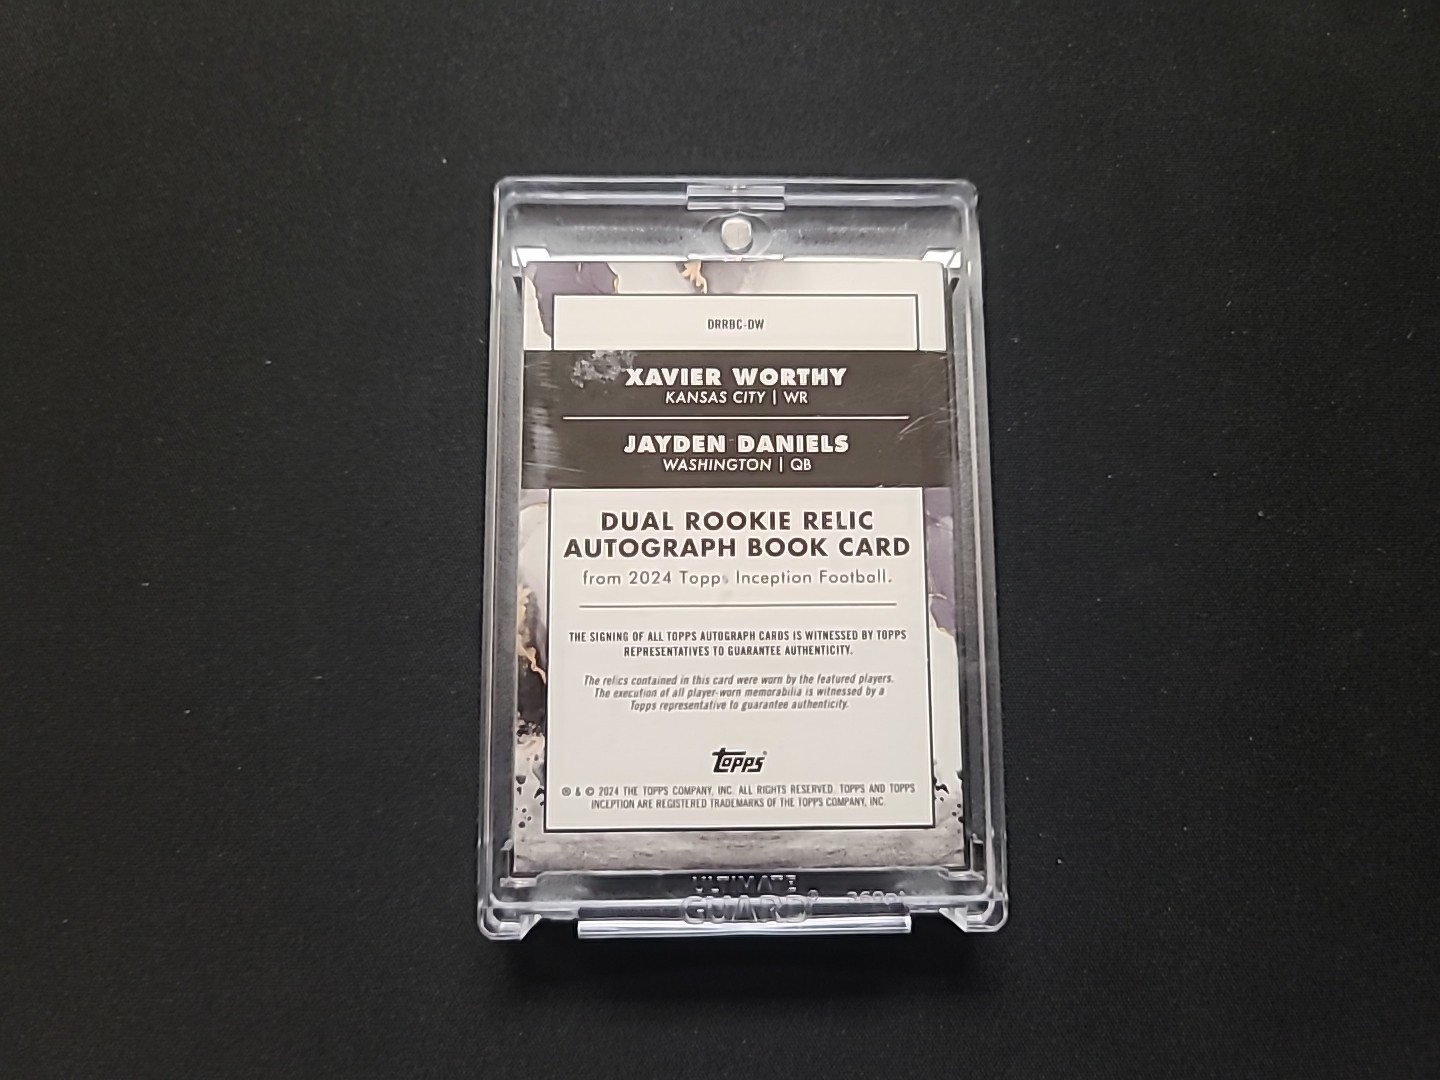 DRRBC-DW
XAVIER WORTHY
KANSAS CITY | WR
JAYDEN DANIELS
WASHINGTON | QB
DUAL ROOKIE RELIC
AUTOGRAPH BOOK CARD
from 2024 Topps Inception Football.
THE SIGNING OF ALL TOPPS AUTOGRAPH CARDS IS WITNESSED BY TOPPS
REPRESENTATIVES TO GUARANTEE AUTHENTICITY.
The relics contained in this card were worn by the featured players.
The execution of all player-worn memorabilia is witnessed by a
Topps representative to guarantee authenticity.
Topps®
® & © 2024 THE TOPPS COMPANY, INC. ALL RIGHTS RESERVED. TOPPS AND TOPPS
INCEPTION ARE REGISTERED TRADEMARKS OF THE TOPPS COMPANY, INC.
ULTIMATE
GUARD®